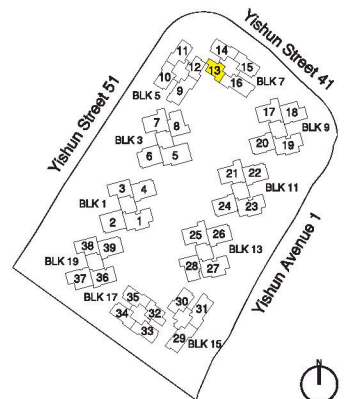 Yishun Street 41
Yishun Street 51
Yishun Avenue 1
11
12
10
9
BLK 5
14
13
15
16
BLK 7
7
8
6
5
BLK 3
17
18
20
19
BLK 9
21
22
24
23
BLK 11
3
4
2
1
BLK 1
25
26
28
27
BLK 13
38
39
37
36
BLK 19
BLK 17
35
34
32
33
30
31
29
BLK 15
N